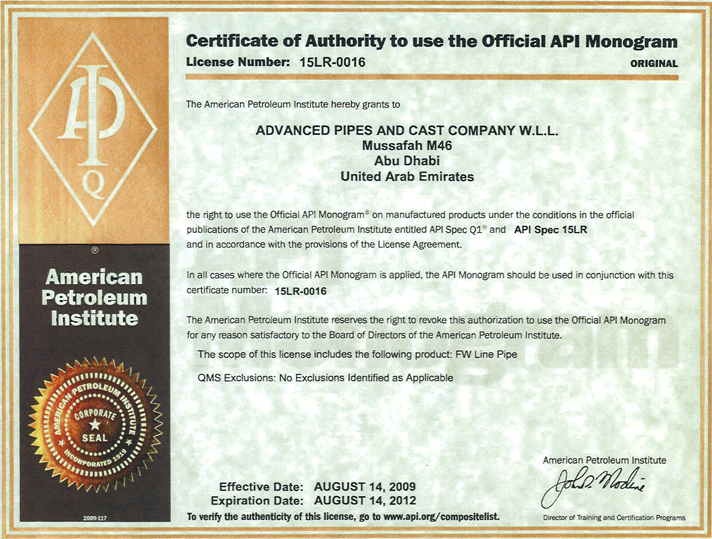 Certificate of Authority to use the Official API Monogram
License Number: 15LR-0016
ORIGINAL
The American Petroleum Institute hereby grants to
ADVANCED PIPES AND CAST COMPANY W.L.L.
Mussafah M46
Abu Dhabi
United Arab Emirates
the right to use the Official API Monogram® on manufactured products under the conditions in the official
publications of the American Petroleum Institute entitled API Spec Q1® and API Spec 15LR
and in accordance with the provisions of the License Agreement.
In all cases where the Official API Monogram is applied, the API Monogram should be used in conjunction with this
certificate number: 15LR-0016
The American Petroleum Institute reserves the right to revoke this authorization to use the Official API Monogram
for any reason satisfactory to the Board of Directors of the American Petroleum Institute.
The scope of this license includes the following product: FW Line Pipe
QMS Exclusions: No Exclusions Identified as Applicable
American Petroleum Institute
Effective Date: AUGUST 14, 2009
Expiration Date: AUGUST 14, 2012
To verify the authenticity of this license, go to www.api.org/compositelist.
Director of Training and Certification Programs
API
Q
®
American
Petroleum
Institute
AMERICAN PETROLEUM INSTITUTE
CORPORATE
SEAL
INCORPORATED 1919
2009-117